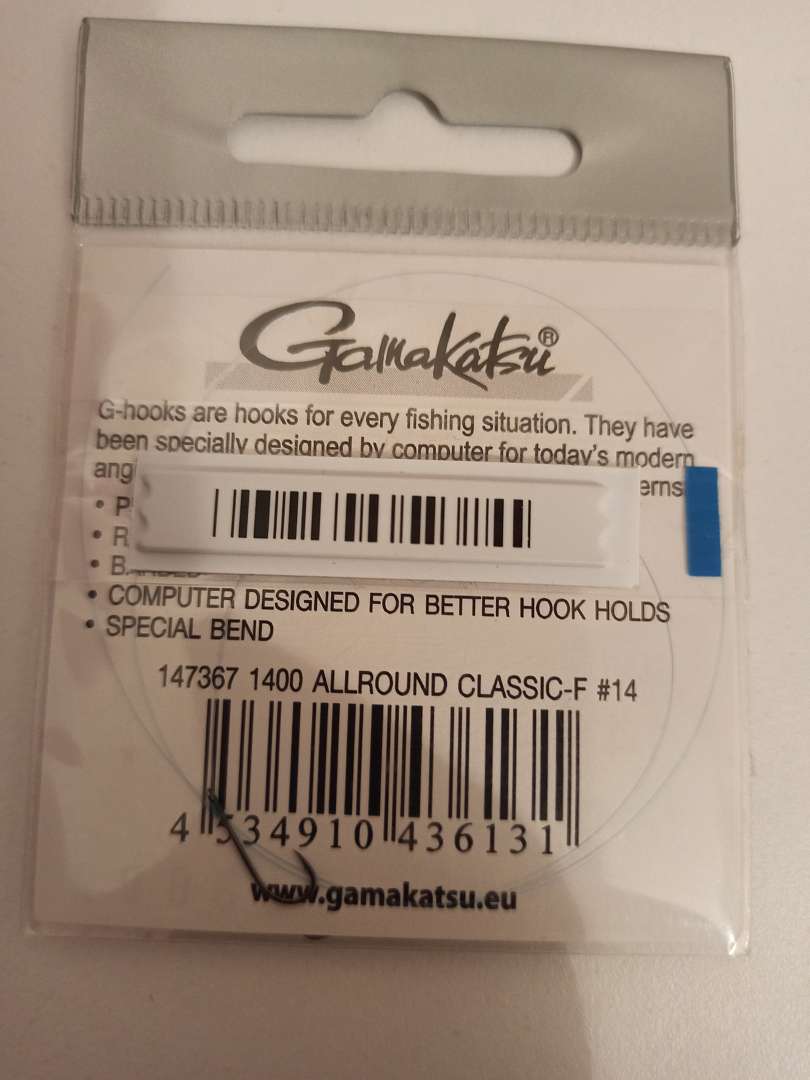 Gamakatsu®
G-hooks are hooks for every fishing situation. They have
been specially designed by computer for today's modern
ang
• P
• R
• B
• COMPUTER DESIGNED FOR BETTER HOOK HOLDS
• SPECIAL BEND
147367 1400 ALLROUND CLASSIC-F #14
4 534910 436131
www.gamakatsu.eu